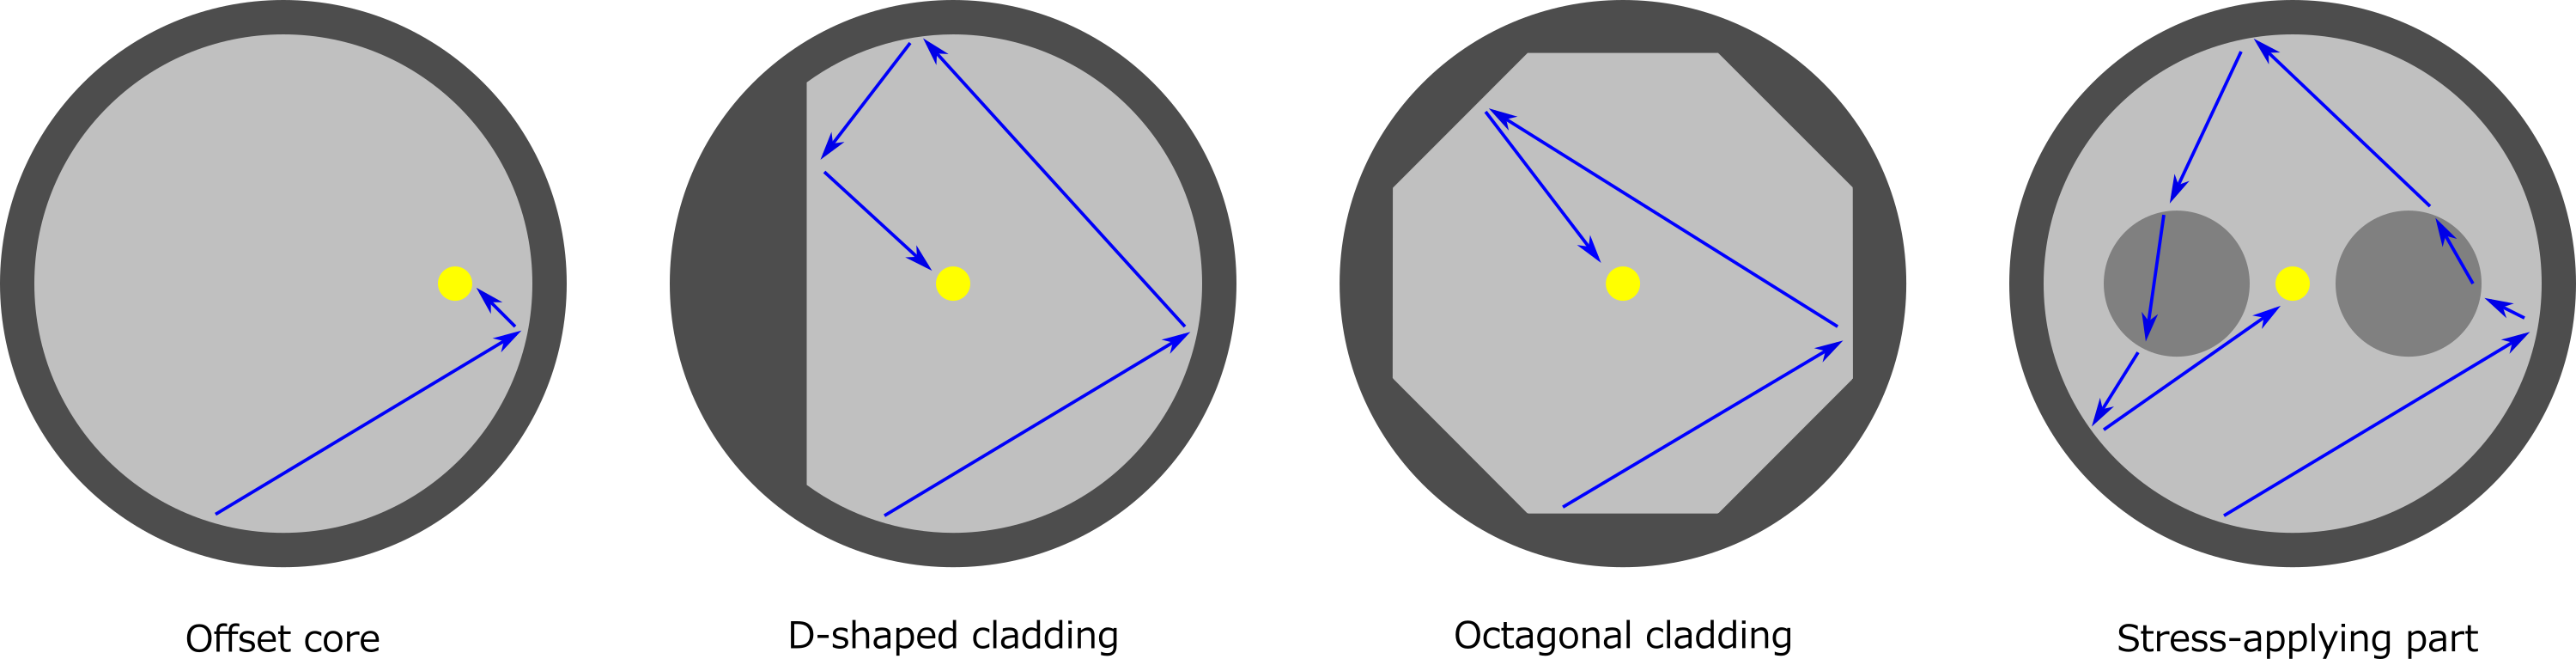 Offset core
D-shaped cladding
Octagonal cladding
Stress-applying part